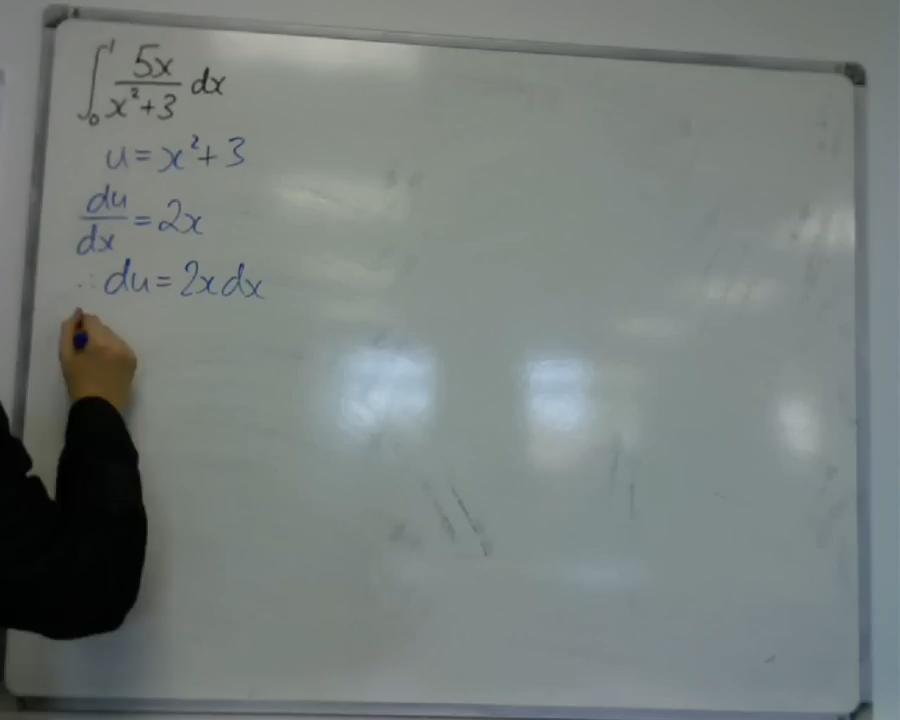 ∫₀¹ 5x/(x²+3) dx
u = x²+3
du/dx = 2x
∴ du = 2x dx